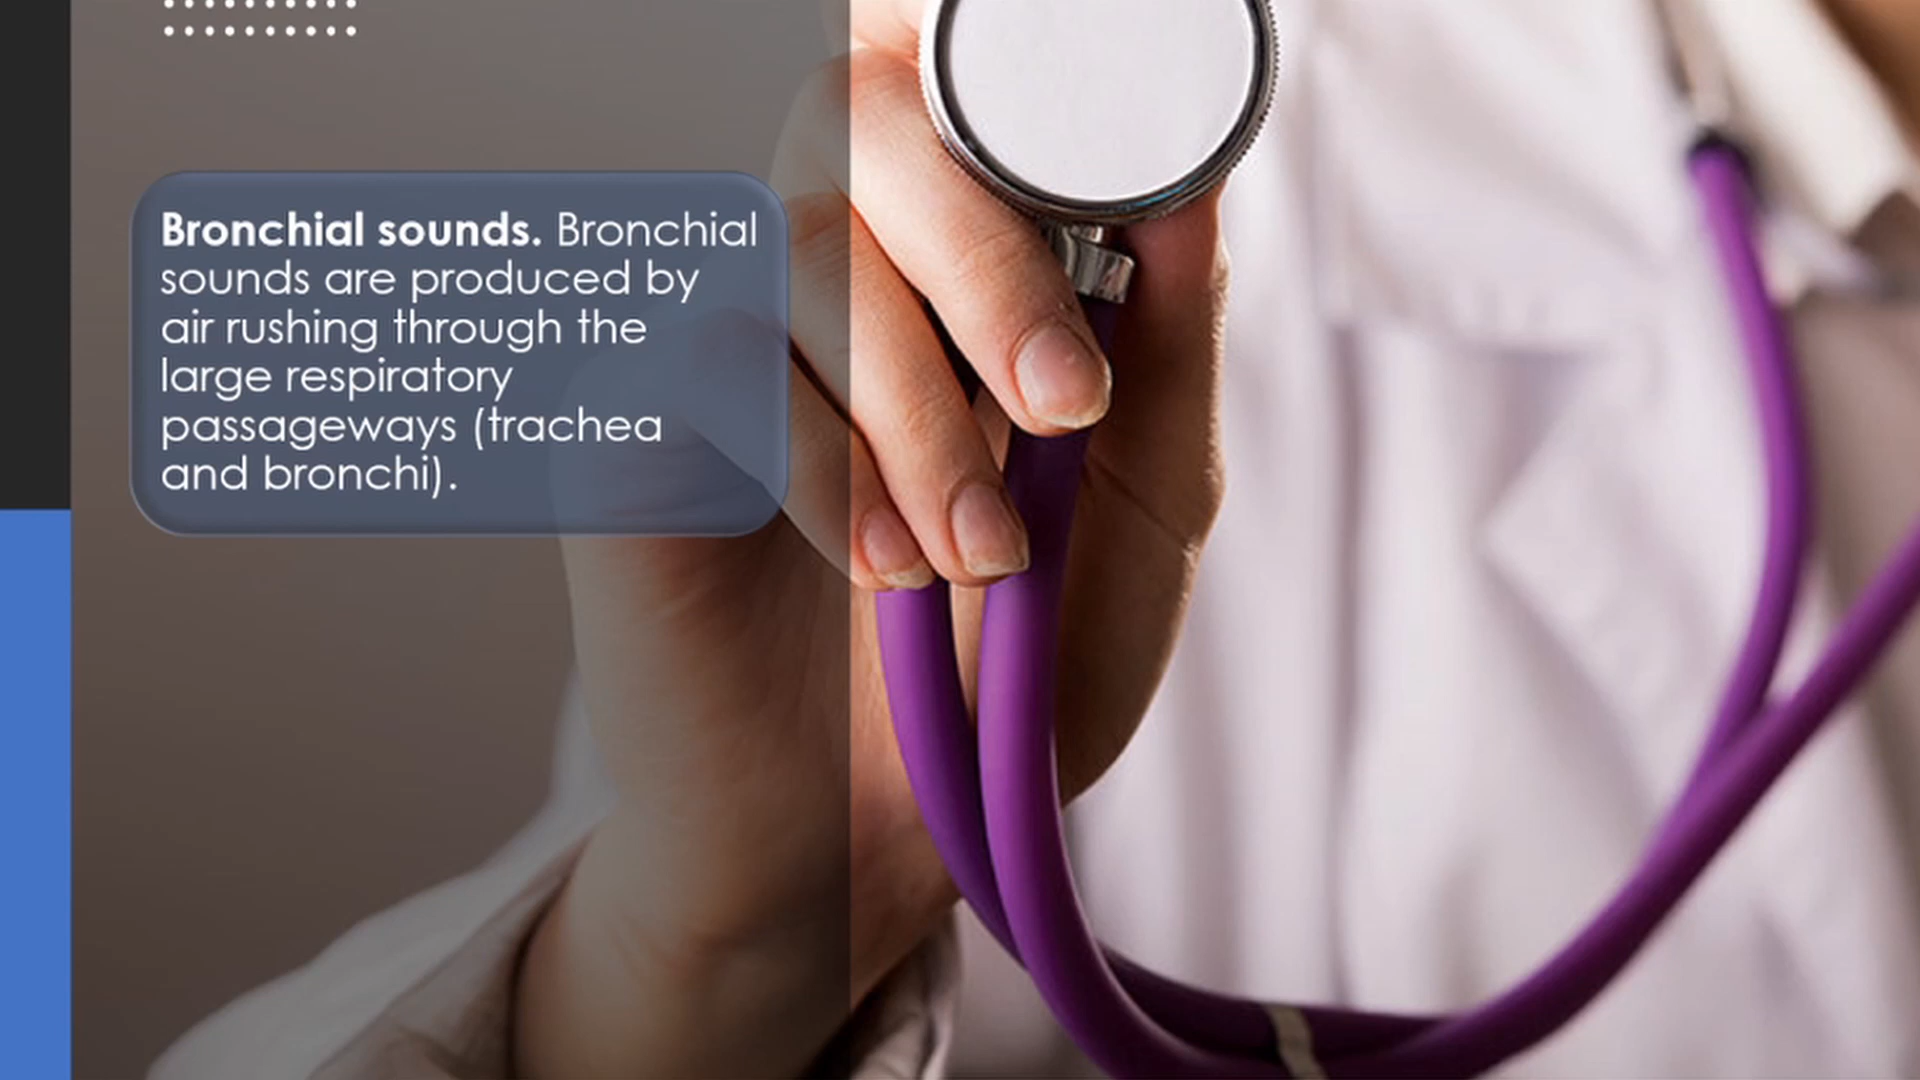 Bronchial sounds. Bronchial
sounds are produced by
air rushing through the
large respiratory
passageways (trachea
and bronchi).